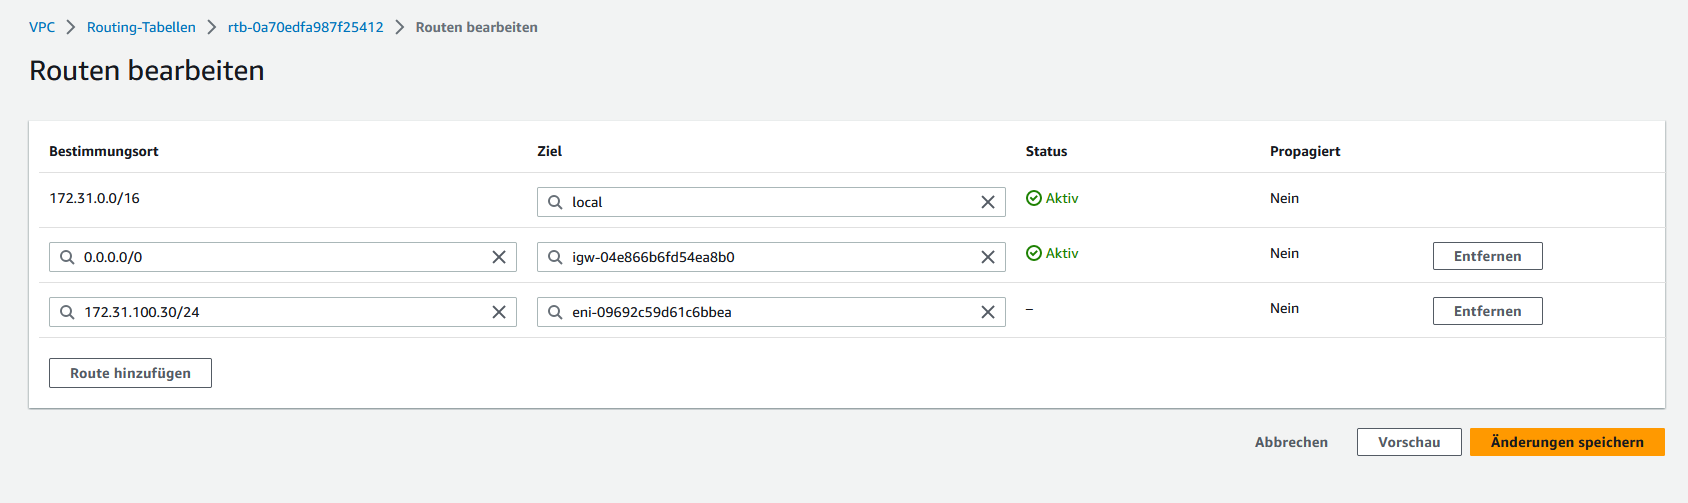 VPC > Routing-Tabellen > rtb-0a70edfa987f25412 > Routen bearbeiten
Routen bearbeiten
Bestimmungsort Ziel Status Propagiert
172.31.0.0/16 local Aktiv Nein
0.0.0.0/0 igw-04e866b6fd54ea8b0 Aktiv Nein Entfernen
172.31.100.30/24 eni-09692c59d61c6bbea – Nein Entfernen
Route hinzufügen
Abbrechen Vorschau Änderungen speichern